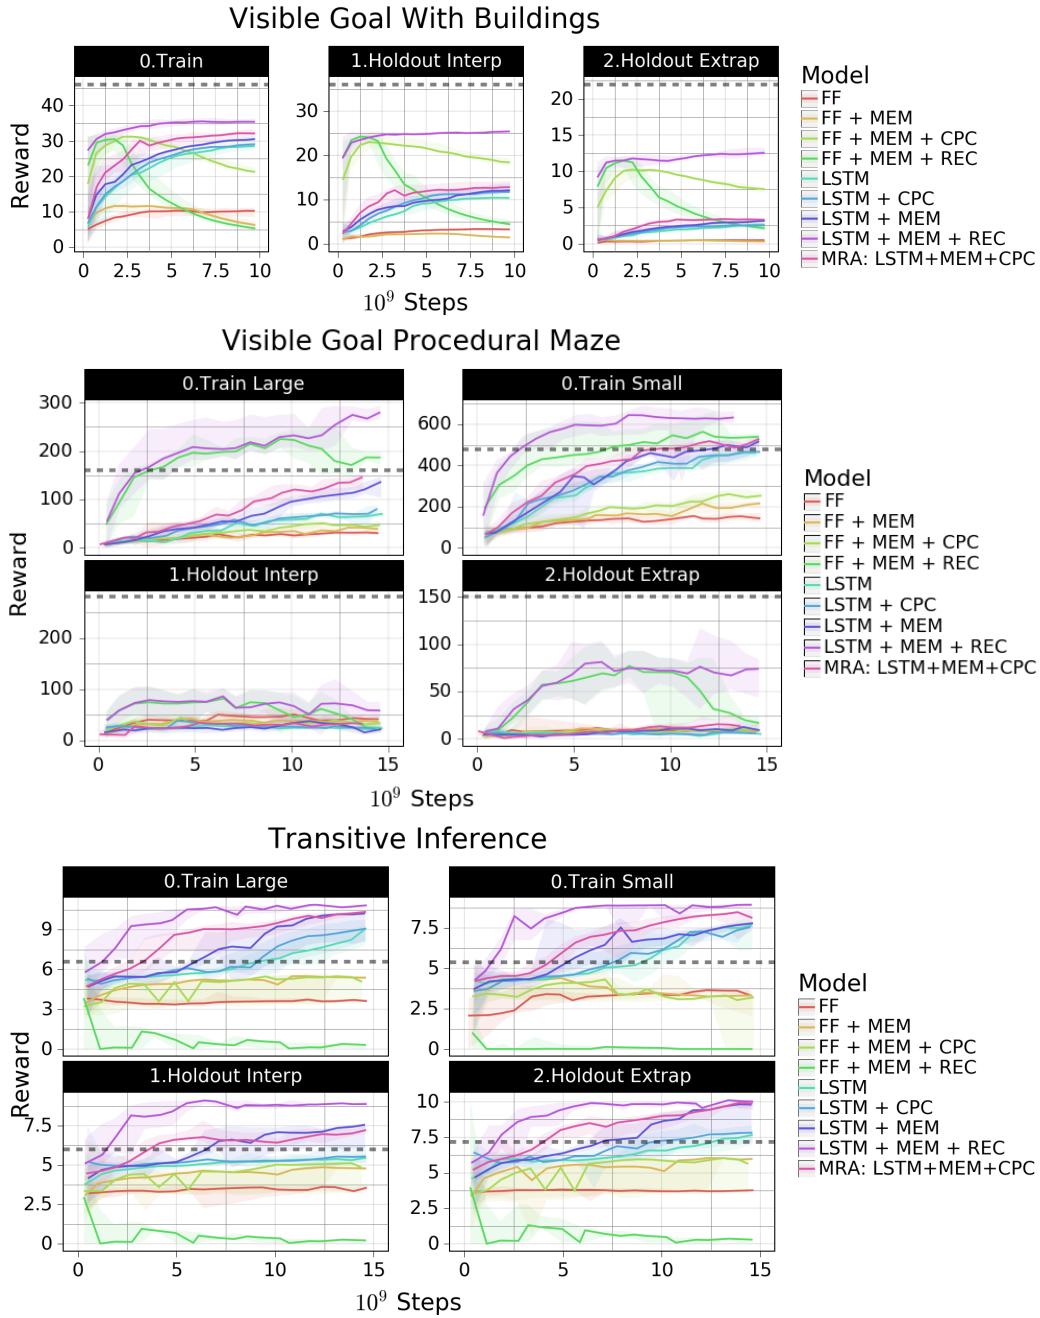 Visible Goal With Buildings
0.Train
1.Holdout Interp
2.Holdout Extrap
Reward
40
30
20
10
0
30
20
10
0
20
15
10
5
0
0 2.5 5 7.5 10
0 2.5 5 7.5 10
0 2.5 5 7.5 10
10⁹ Steps
Model
FF
FF + MEM
FF + MEM + CPC
FF + MEM + REC
LSTM
LSTM + CPC
LSTM + MEM
LSTM + MEM + REC
MRA: LSTM+MEM+CPC
Visible Goal Procedural Maze
0.Train Large
0.Train Small
300
200
100
0
600
400
200
0
Reward
1.Holdout Interp
2.Holdout Extrap
200
100
0
150
100
50
0
0 5 10 15
0 5 10 15
10⁹ Steps
Model
FF
FF + MEM
FF + MEM + CPC
FF + MEM + REC
LSTM
LSTM + CPC
LSTM + MEM
LSTM + MEM + REC
MRA: LSTM+MEM+CPC
Transitive Inference
0.Train Large
0.Train Small
9
6
3
0
7.5
5
2.5
0
Reward
1.Holdout Interp
2.Holdout Extrap
7.5
5
2.5
0
10
7.5
5
2.5
0
0 5 10 15
0 5 10 15
10⁹ Steps
Model
FF
FF + MEM
FF + MEM + CPC
FF + MEM + REC
LSTM
LSTM + CPC
LSTM + MEM
LSTM + MEM + REC
MRA: LSTM+MEM+CPC